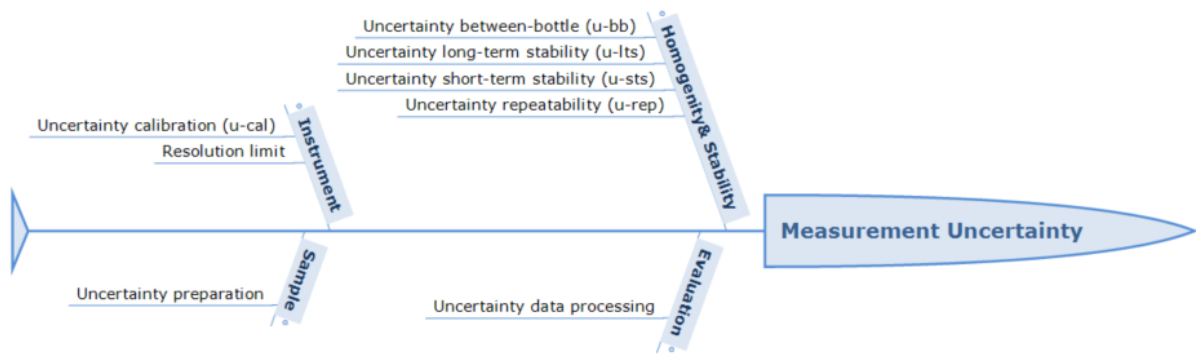 Uncertainty between-bottle (u-bb)
Uncertainty long-term stability (u-lts)
Uncertainty short-term stability (u-sts)
Uncertainty repeatability (u-rep)
Homogenity& Stability
Uncertainty calibration (u-cal)
Resolution limit
Instrument
Measurement Uncertainty
Sample
Uncertainty preparation
Evaluation
Uncertainty data processing